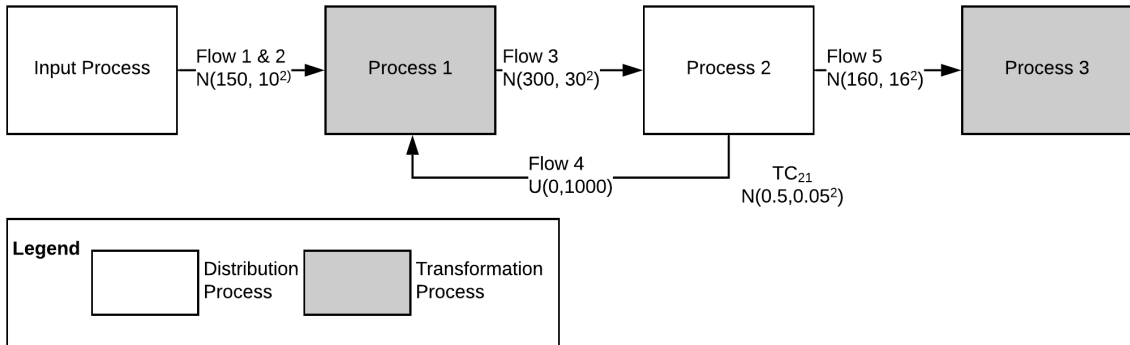 Input Process
Flow 1 & 2
N(150, 10²⁾
Process 1
Flow 3
N(300, 30²)
Process 2
Flow 5
N(160, 16²)
Process 3
Flow 4
U(0,1000)
TC₂₁
N(0.5,0.05²)
Legend
Distribution
Process
Transformation
Process